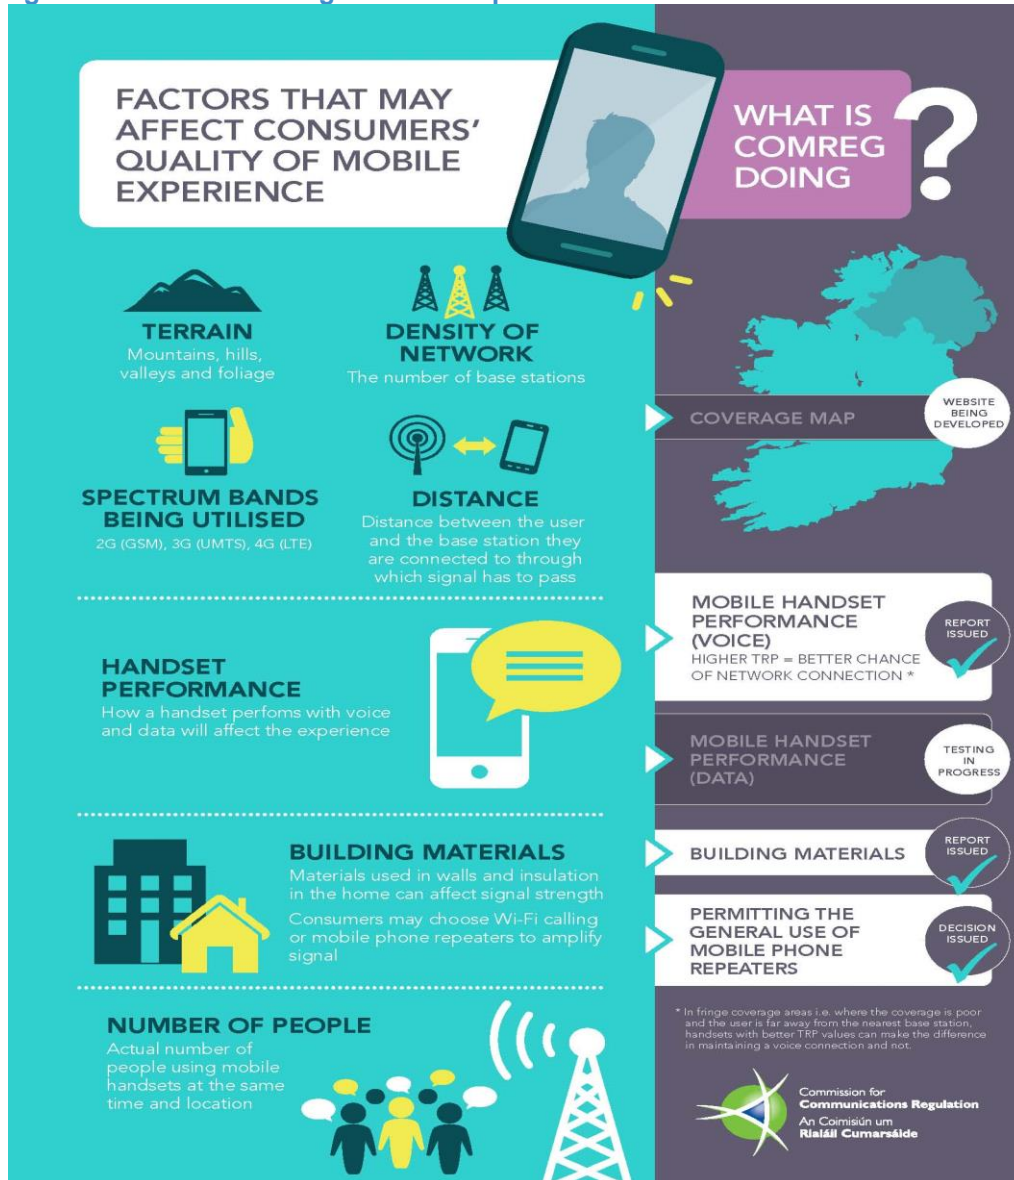 FACTORS THAT MAY
AFFECT CONSUMERS'
QUALITY OF MOBILE
EXPERIENCE
WHAT IS
COMREG
DOING
?
TERRAIN
Mountains, hills,
valleys and foliage
DENSITY OF
NETWORK
The number of base stations
SPECTRUM BANDS
BEING UTILISED
2G (GSM), 3G (UMTS), 4G (LTE)
DISTANCE
Distance between the user
and the base station they
are connected to through
which signal has to pass
COVERAGE MAP
WEBSITE
BEING
DEVELOPED
HANDSET
PERFORMANCE
How a handset perfoms with voice
and data will affect the experience
MOBILE HANDSET
PERFORMANCE
(VOICE)
HIGHER TRP = BETTER CHANCE
OF NETWORK CONNECTION *
REPORT
ISSUED
MOBILE HANDSET
PERFORMANCE
(DATA)
TESTING
IN
PROGRESS
BUILDING MATERIALS
Materials used in walls and insulation
in the home can affect signal strength
Consumers may choose Wi-Fi calling
or mobile phone repeaters to amplify
signal
BUILDING MATERIALS
REPORT
ISSUED
PERMITTING THE
GENERAL USE OF
MOBILE PHONE
REPEATERS
DECISION
ISSUED
NUMBER OF PEOPLE
Actual number of
people using mobile
handsets at the same
time and location
* In fringe coverage areas i.e. where the coverage is poor
and the user is far away from the nearest base station,
handsets with better TRP values can make the difference
in maintaining a voice connection and not.
Commission for
Communications Regulation
An Coimisiún um
Rialáil Cumarsáide